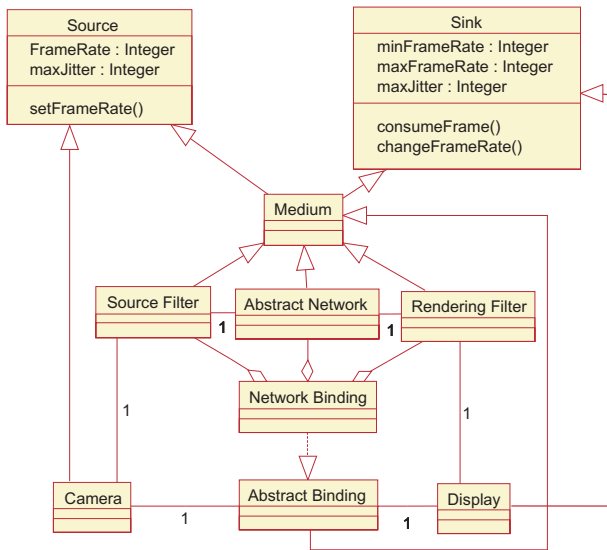 Source
FrameRate : Integer
maxJitter : Integer
setFrameRate()
Sink
minFrameRate : Integer
maxFrameRate : Integer
maxJitter : Integer
consumeFrame()
changeFrameRate()
Medium
Source Filter
Abstract Network
Rendering Filter
1
1
Network Binding
1
1
Camera
Abstract Binding
Display
1
1